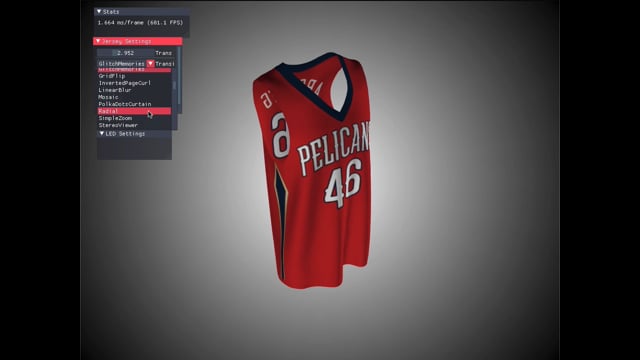 Stats
1.664 ms/frame (601.1 FPS)
Jersey Settings
2.952 Trans
GlitchMemories Transi
GlitchMemories
GridFlip
InvertedPageCurl
LinearBlur
Mosaic
PolkaDotsCurtain
Radial
SimpleZoom
StereoViewer
LED Settings
PELICANS
46